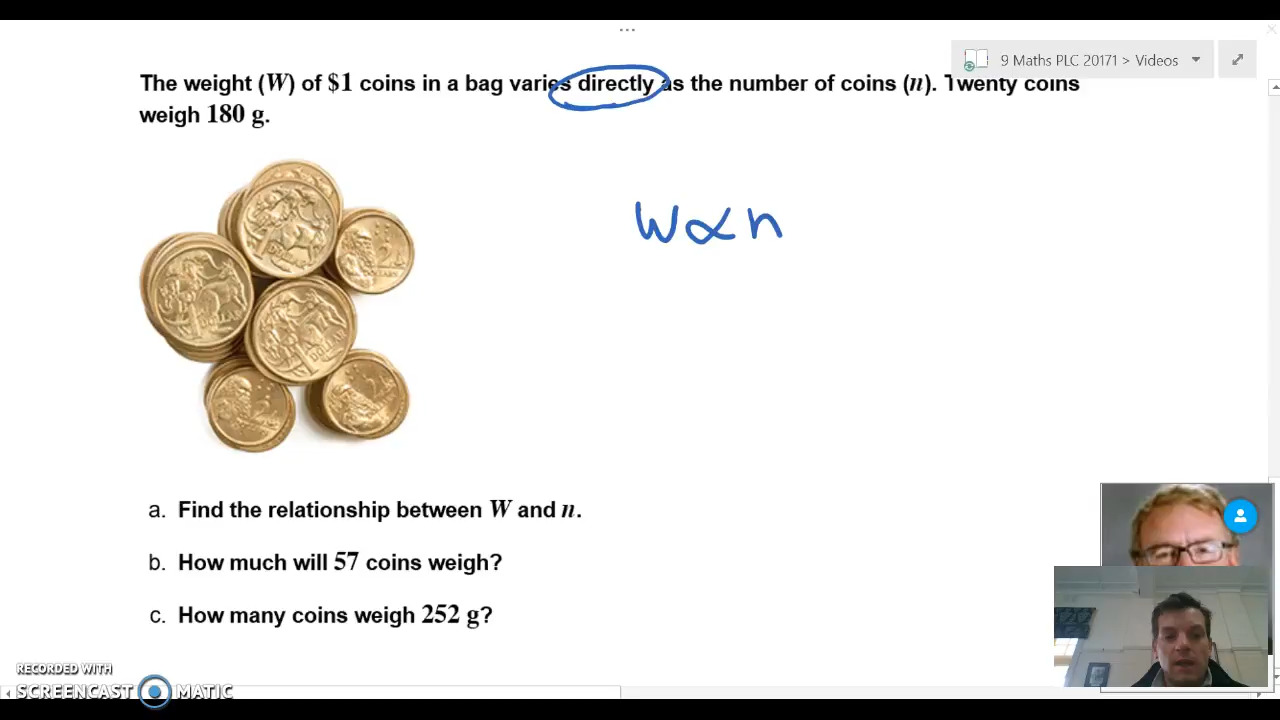 ...
9 Maths PLC 20171 > Videos
The weight (W) of $1 coins in a bag varies directly as the number of coins (n). Twenty coins
weigh 180 g.
W ∝ n
a. Find the relationship between W and n.
b. How much will 57 coins weigh?
c. How many coins weigh 252 g?
RECORDED WITH
SCREENCAST MATIC